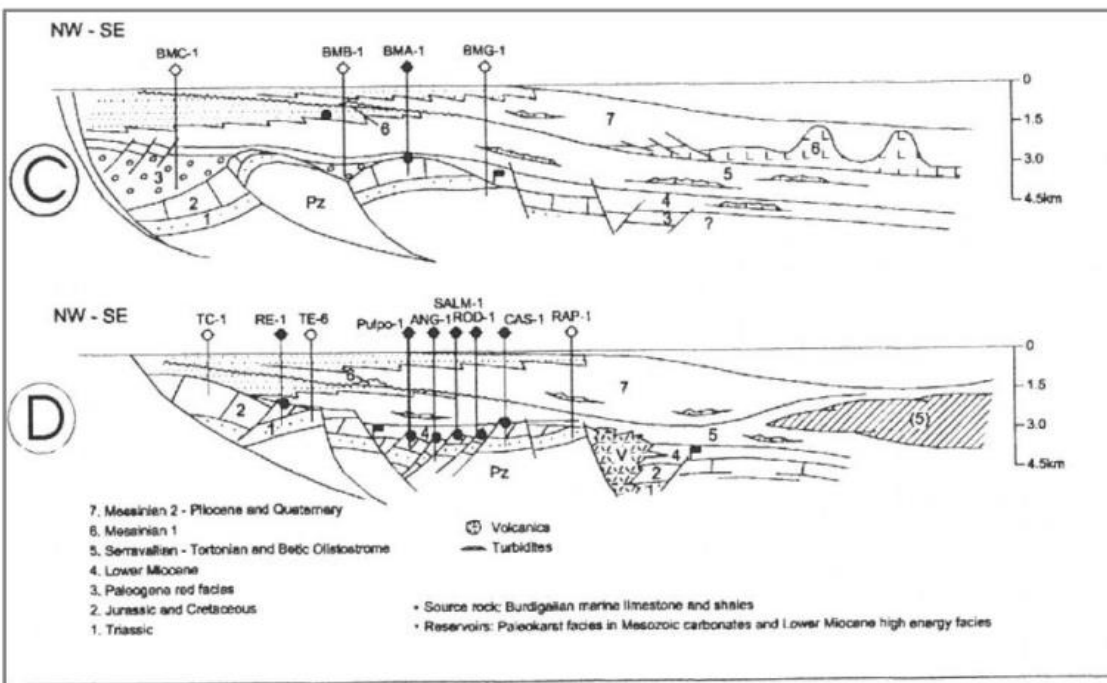 NW - SE
BMC-1 BMB-1 BMA-1 BMG-1
0
6
7
1.5
6
3
5
3.0
C
2
Pz
4
4.5km
1
3
?
SALM-1
NW - SE
TC-1 RE-1 TE-6 Pulpo-1 ANG-1 ROD-1 CAS-1 RAP-1
0
6
7
1.5
2
(5)
D
1
4
5
3.0
Pz
V
4
4.5km
2
1
7. Messinian 2 - Pliocene and Quaternary
6. Messinian 1
5. Serravallian - Tortonian and Betic Olistostrome
4. Lower Miocene
3. Paleogene red facies
2. Jurassic and Cretaceous
1. Triassic
Volcanics
Turbidites
• Source rock: Burdigalian marine limestone and shales
• Reservoirs: Paleokarst facies in Mesozoic carbonates and Lower Miocene high energy facies